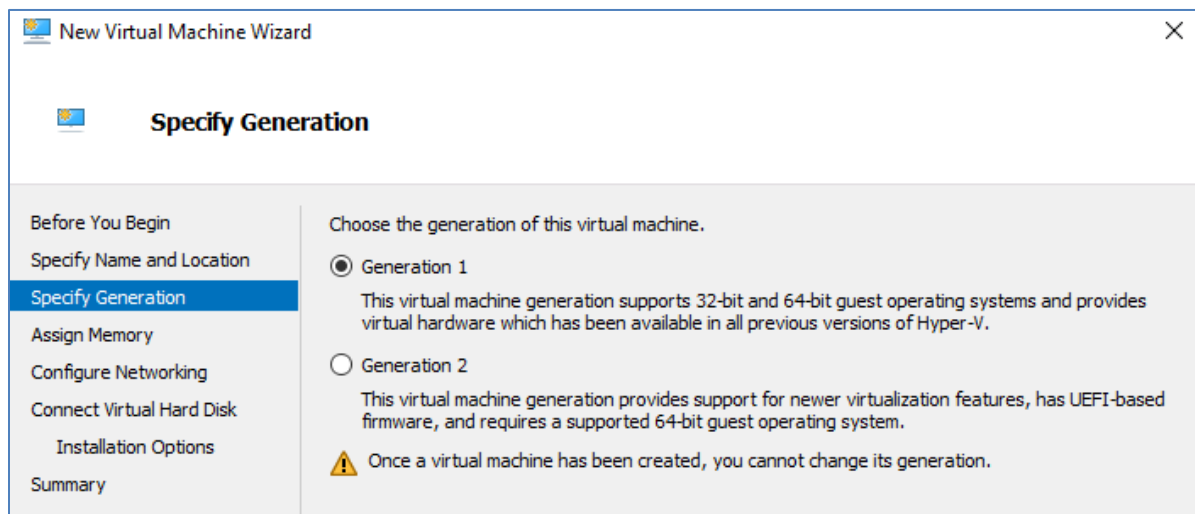 New Virtual Machine Wizard
Specify Generation
Before You Begin
Specify Name and Location
Specify Generation
Assign Memory
Configure Networking
Connect Virtual Hard Disk
Installation Options
Summary
Choose the generation of this virtual machine.
Generation 1
This virtual machine generation supports 32-bit and 64-bit guest operating systems and provides
virtual hardware which has been available in all previous versions of Hyper-V.
Generation 2
This virtual machine generation provides support for newer virtualization features, has UEFI-based
firmware, and requires a supported 64-bit guest operating system.
Once a virtual machine has been created, you cannot change its generation.